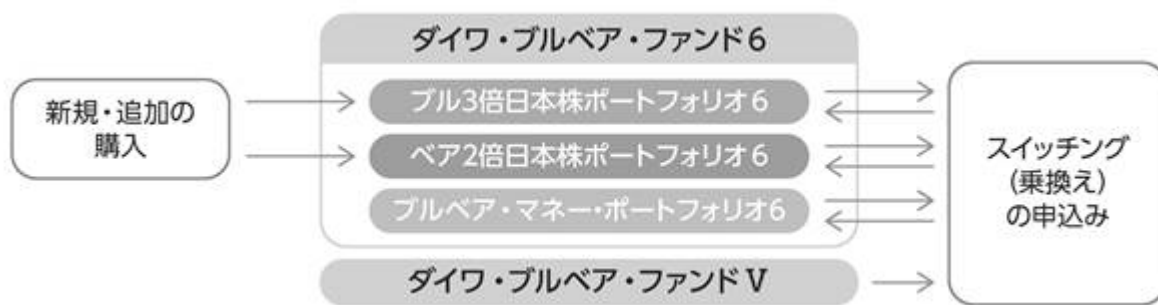 ダイワ・ブルベア・ファンド6
新規・追加の
購入
ブル3倍日本株ポートフォリオ6
ベア2倍日本株ポートフォリオ6
ブルベア・マネー・ポートフォリオ6
スイッチング
(乗換え)
の申込み
ダイワ・ブルベア・ファンドⅤ